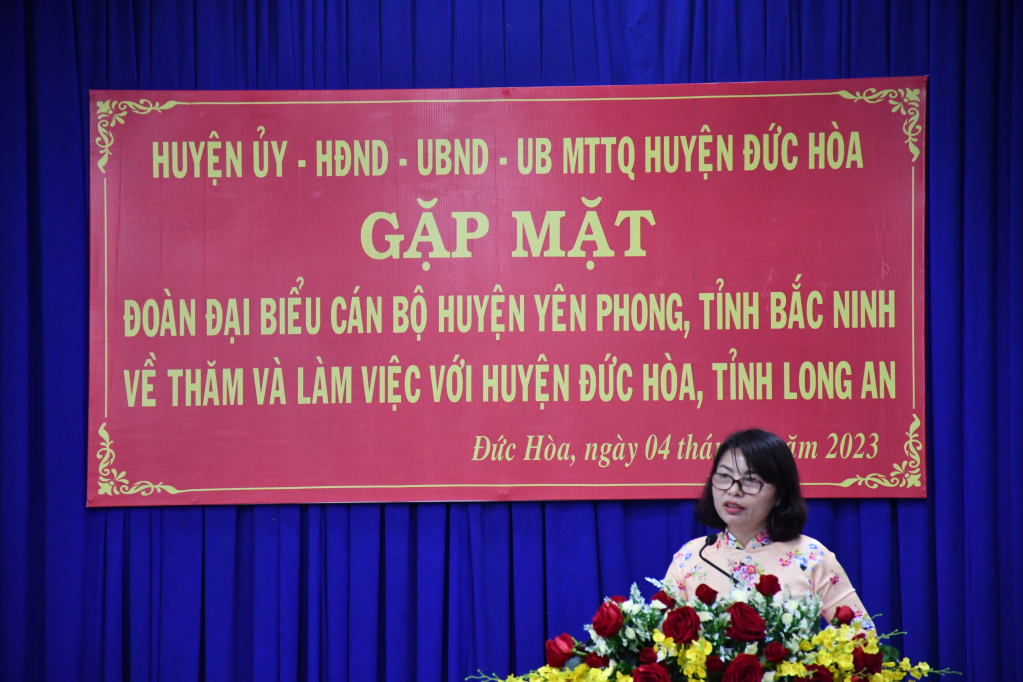 HUYỆN ỦY - HĐND - UBND - UB MTTQ HUYỆN ĐỨC HÒA
GẶP MẶT
ĐOÀN ĐẠI BIỂU CÁN BỘ HUYỆN YÊN PHONG, TỈNH BẮC NINH
VỀ THĂM VÀ LÀM VIỆC VỚI HUYỆN ĐỨC HÒA, TỈNH LONG AN
Đức Hòa, ngày 04 năm 2023